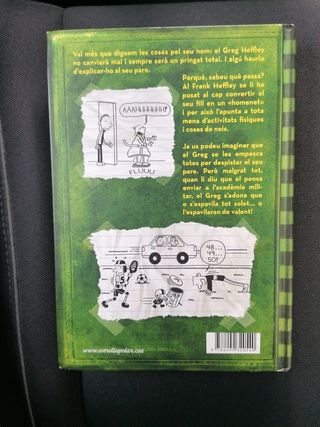 Val més que diguem les coses pel seu nom: el Greg Heffley
no canviarà mai i sempre serà un pringat total. I algú hauria
d'explicar-ho al seu pare.
Perquè, sabeu què passa?
Al Frank Heffley se li ha
posat al cap convertir el
seu fill en un «homenet»
i per això l'apunta a tota
mena d'activitats físiques
i coses de nois.
AAAHHHHHHH!
FLUUU
Ja us podeu imaginar que
el Greg se les empesca
totes per despistar el seu
pare. Però malgrat tot,
quan li diu que el pensa
enviar a l'acadèmia mili-
tar, el Greg s'adona que
o s'espavila tot solet... o
l'espavilaran de valent!
48...
49...
50!
www.estrellapolar.cat